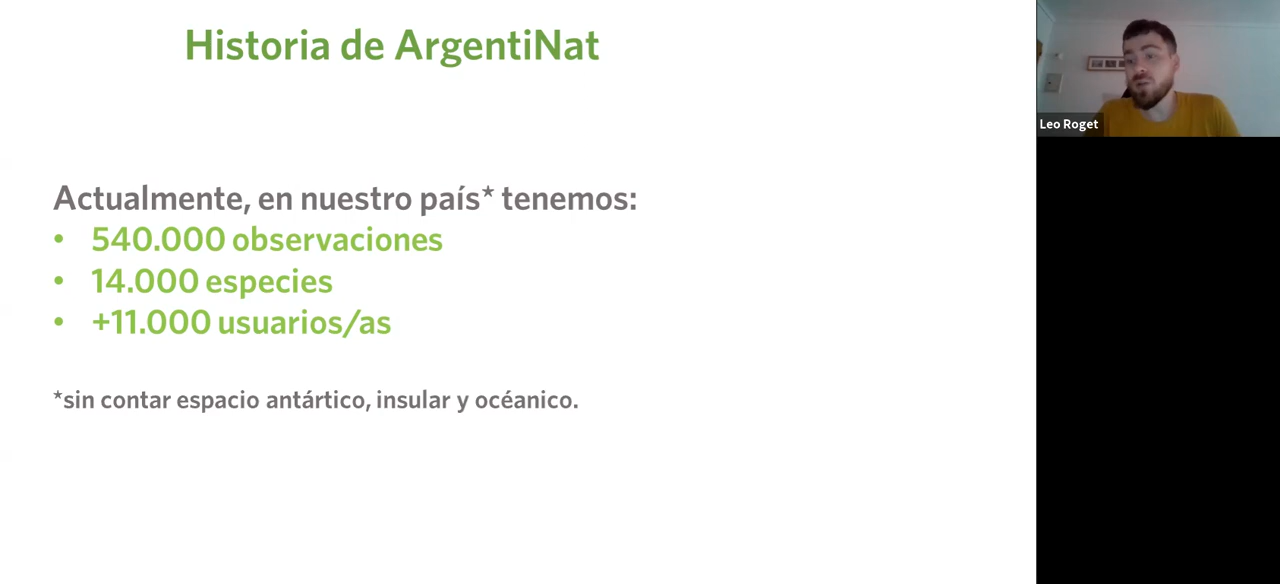 Historia de ArgentiNat
Leo Roget
Actualmente, en nuestro país* tenemos:
• 540.000 observaciones
• 14.000 especies
• +11.000 usuarios/as
*sin contar espacio antártico, insular y océanico.